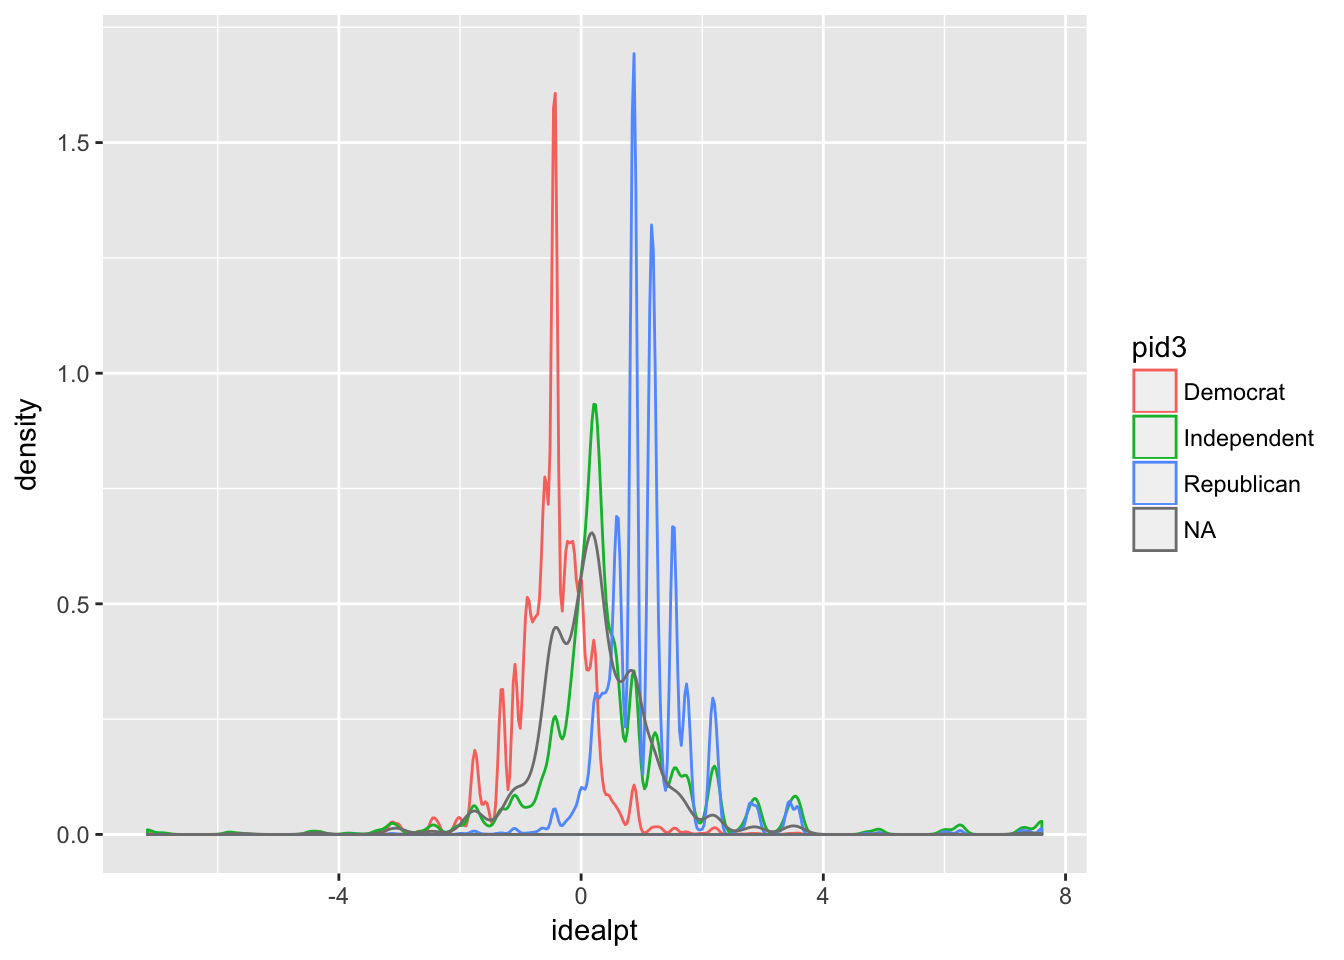 density
1.5
1.0
0.5
0.0
-4 0 4 8
idealpt
pid3
Democrat
Independent
Republican
NA